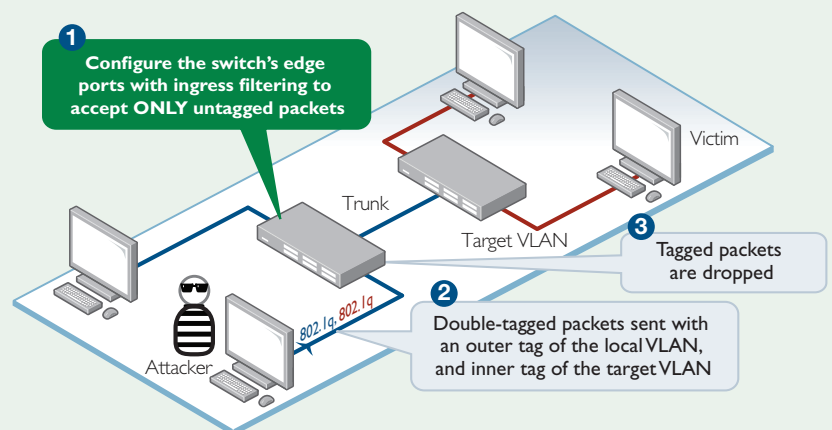 1
Configure the switch's edge
ports with ingress filtering to
accept ONLY untagged packets
Victim
Trunk
Target VLAN
3
Tagged packets
are dropped
2
Double-tagged packets sent with
an outer tag of the local VLAN,
and inner tag of the target VLAN
802.1q, 802.1q
Attacker